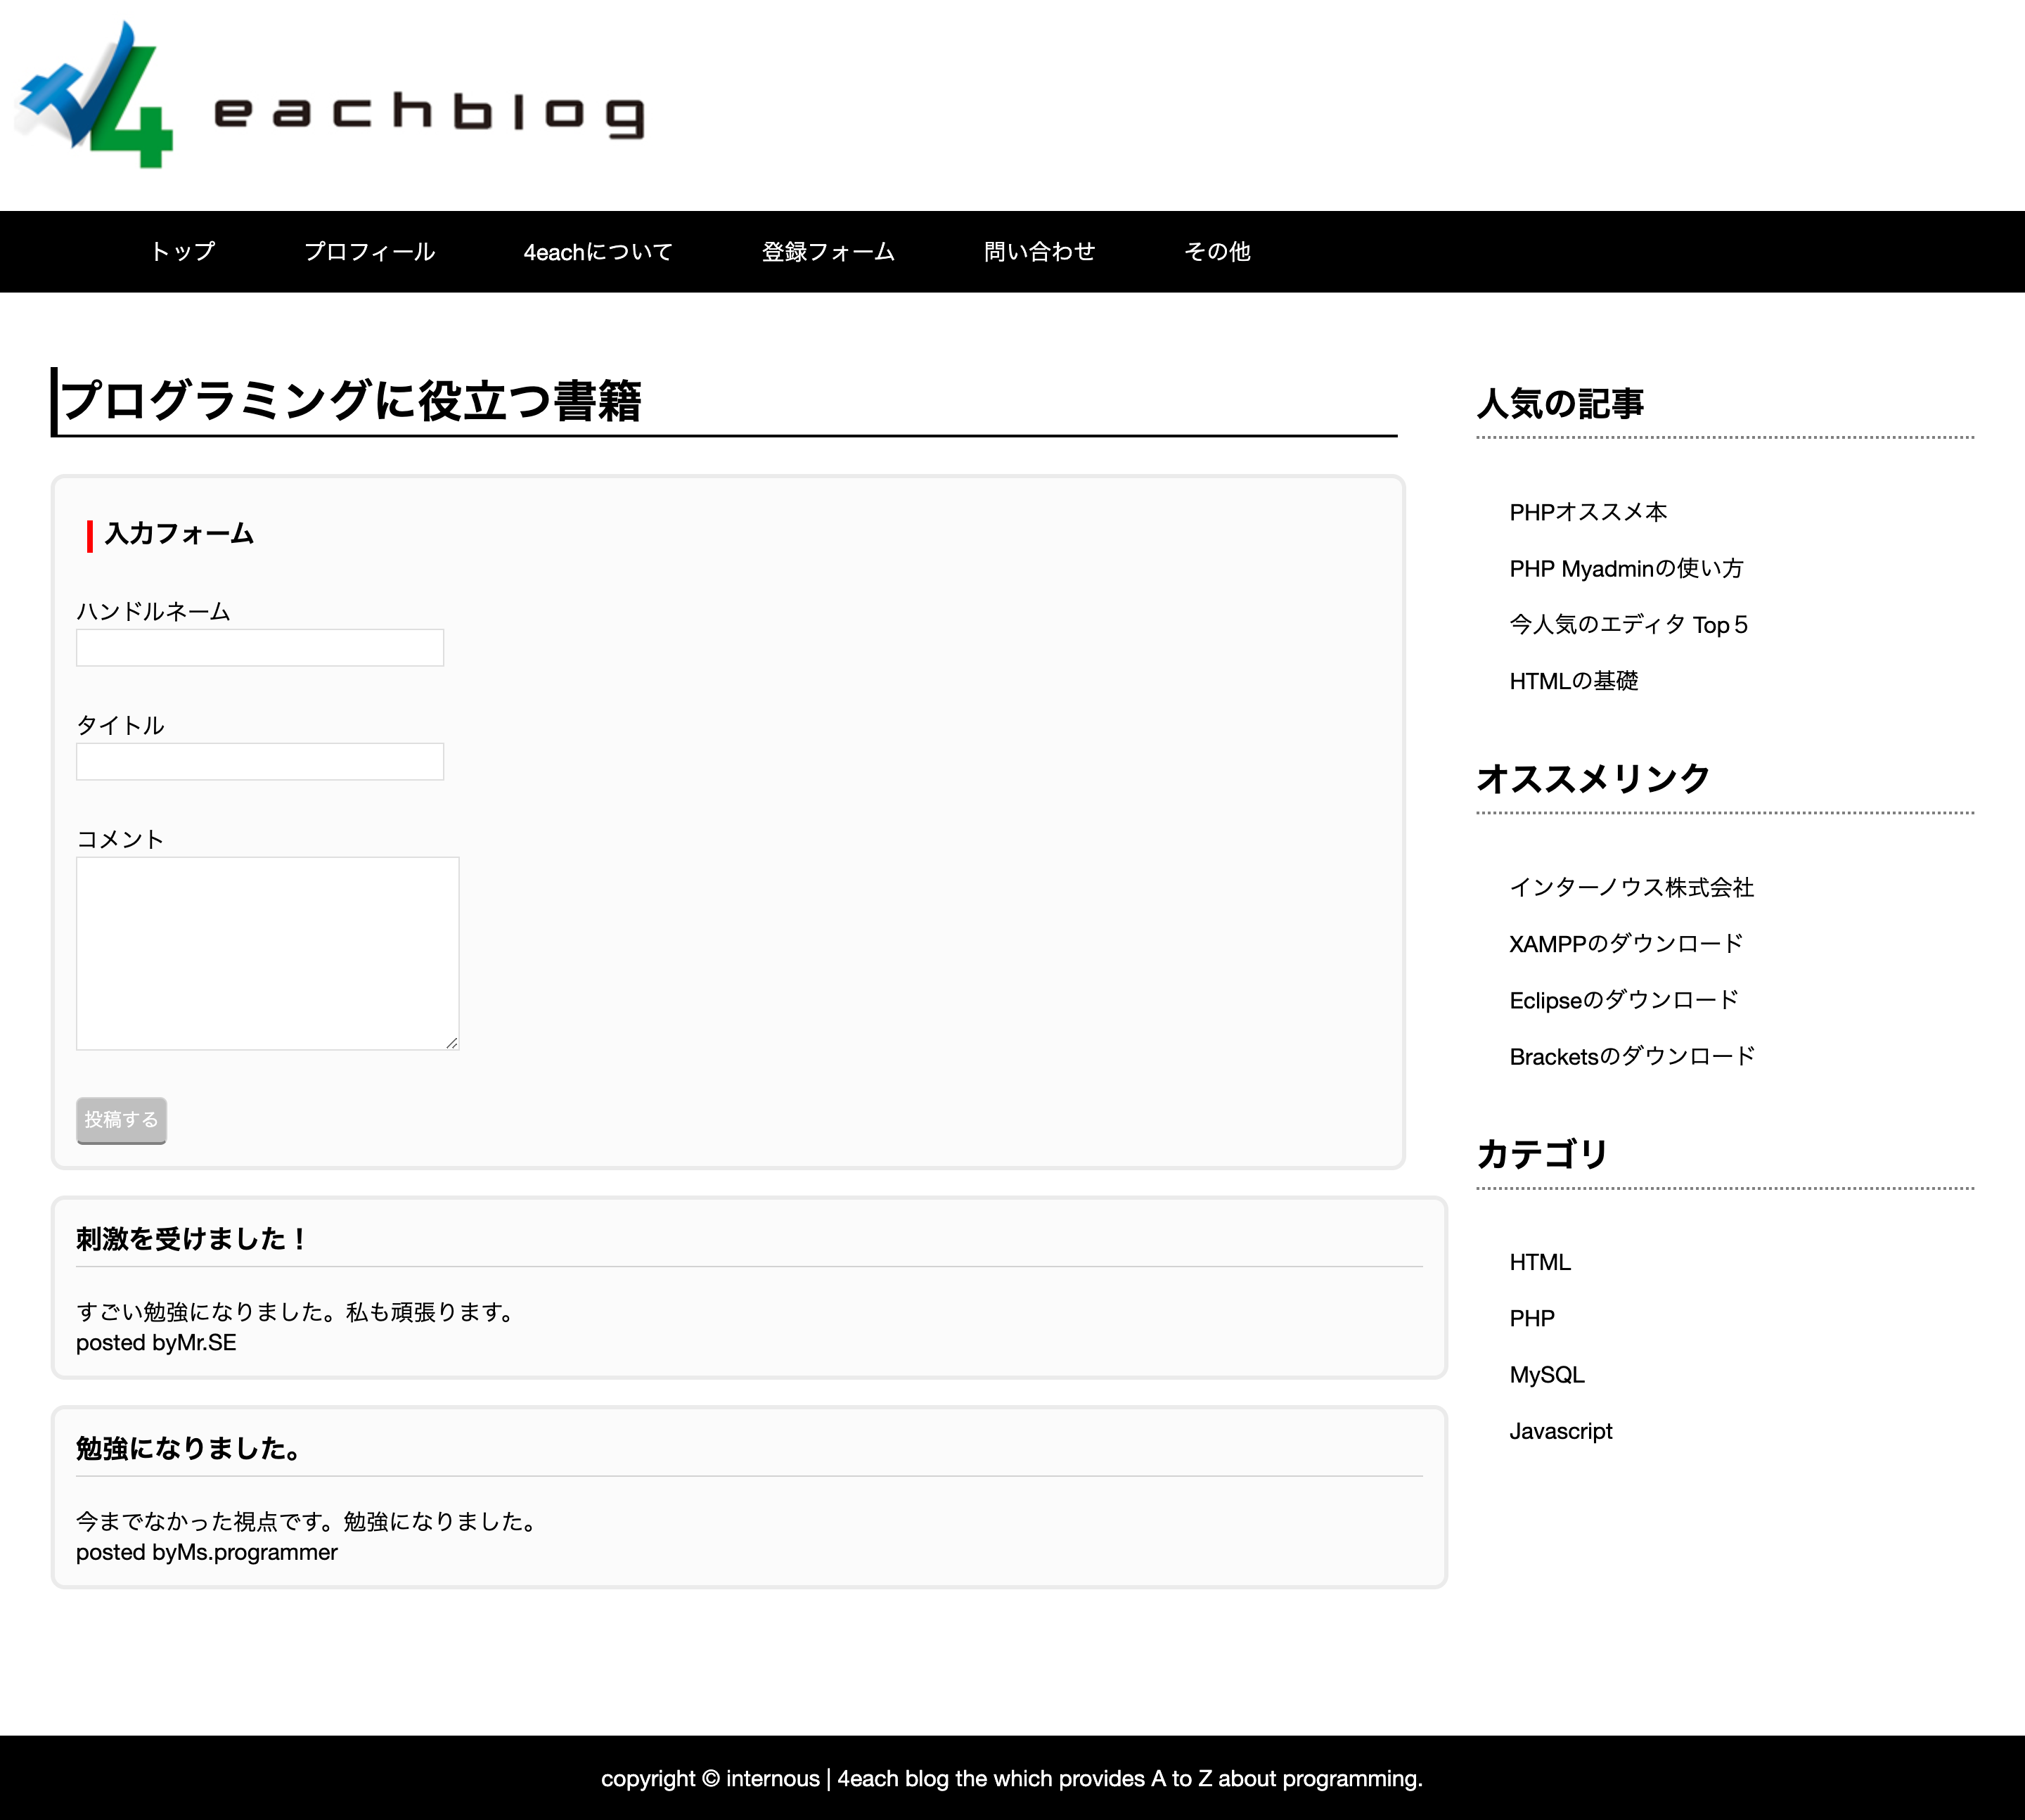 4 eachblog
トップ プロフィール 4eachについて 登録フォーム 問い合わせ その他
プログラミングに役立つ書籍
入力フォーム
ハンドルネーム
タイトル
コメント
投稿する
刺激を受けました！
すごい勉強になりました。私も頑張ります。
posted byMr.SE
勉強になりました。
今までなかった視点です。勉強になりました。
posted byMs.programmer
人気の記事
PHPオススメ本
PHP Myadminの使い方
今人気のエディタ Top５
HTMLの基礎
オススメリンク
インターノウス株式会社
XAMPPのダウンロード
Eclipseのダウンロード
Bracketsのダウンロード
カテゴリ
HTML
PHP
MySQL
Javascript
copyright © internous | 4each blog the which provides A to Z about programming.